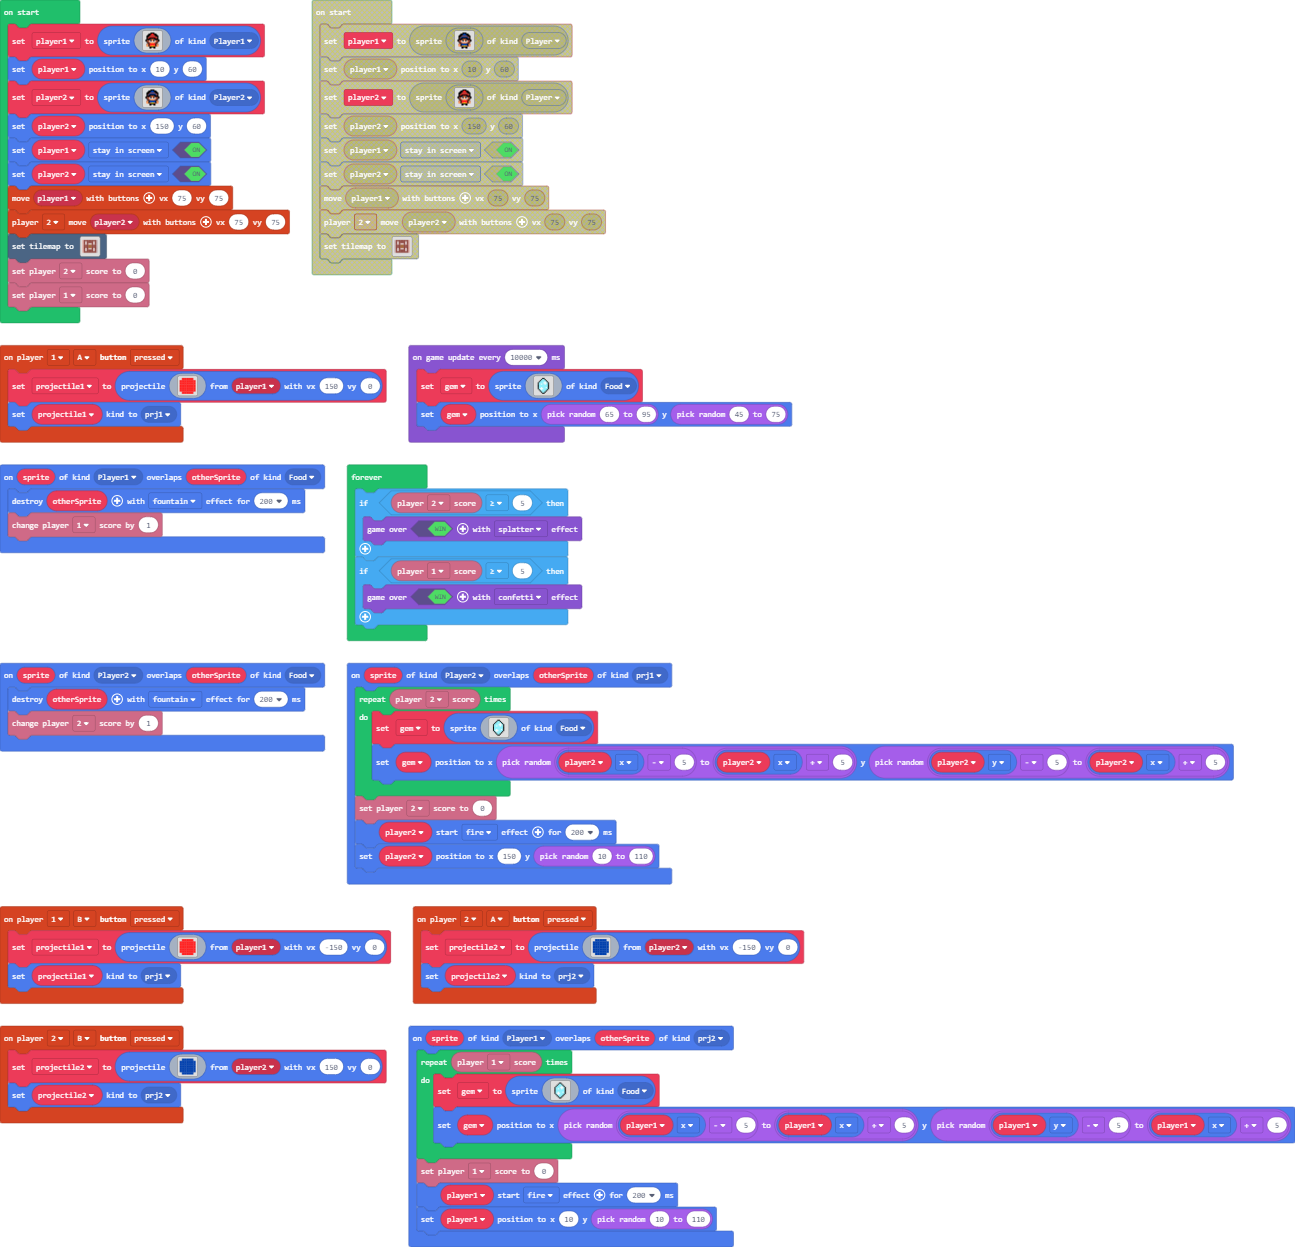 on start
set player1 to sprite of kind Player1
set player1 position to x 10 y 60
set player2 to sprite of kind Player2
set player2 position to x 150 y 60
set player1 stay in screen ON
set player2 stay in screen ON
move player1 with buttons vx 75 vy 75
player 2 move player2 with buttons vx 75 vy 75
set tilemap to
set player 2 score to 0
set player 1 score to 0
on start
set player1 to sprite of kind Player
set player1 position to x 10 y 60
set player2 to sprite of kind Player
set player2 position to x 150 y 60
set player1 stay in screen ON
set player2 stay in screen ON
move player1 with buttons vx 75 vy 75
player 2 move player2 with buttons vx 75 vy 75
set tilemap to
on player 1 A button pressed
set projectile1 to projectile from player1 with vx 150 vy 0
set projectile1 kind to prj1
on game update every 10000 ms
set gem to sprite of kind Food
set gem position to x pick random 65 to 95 y pick random 45 to 75
on sprite of kind Player1 overlaps otherSprite of kind Food
destroy otherSprite with fountain effect for 200 ms
change player 1 score by 1
forever
if player 2 score ≥ 5 then
game over WIN with splatter effect
if player 1 score ≥ 5 then
game over WIN with confetti effect
on sprite of kind Player2 overlaps otherSprite of kind Food
destroy otherSprite with fountain effect for 200 ms
change player 2 score by 1
on sprite of kind Player2 overlaps otherSprite of kind prj1
repeat player 2 score times
do
set gem to sprite of kind Food
set gem position to x pick random player2 x - 5 to player2 x + 5 y pick random player2 y - 5 to player2 x + 5
set player 2 score to 0
player2 start fire effect for 200 ms
set player2 position to x 150 y pick random 10 to 110
on player 1 B button pressed
set projectile1 to projectile from player1 with vx -150 vy 0
set projectile1 kind to prj1
on player 2 A button pressed
set projectile2 to projectile from player2 with vx -150 vy 0
set projectile2 kind to prj2
on player 2 B button pressed
set projectile2 to projectile from player2 with vx 150 vy 0
set projectile2 kind to prj2
on sprite of kind Player1 overlaps otherSprite of kind prj2
repeat player 1 score times
do
set gem to sprite of kind Food
set gem position to x pick random player1 x - 5 to player1 x + 5 y pick random player1 y - 5 to player1 x + 5
set player 1 score to 0
player1 start fire effect for 200 ms
set player1 position to x 10 y pick random 10 to 110